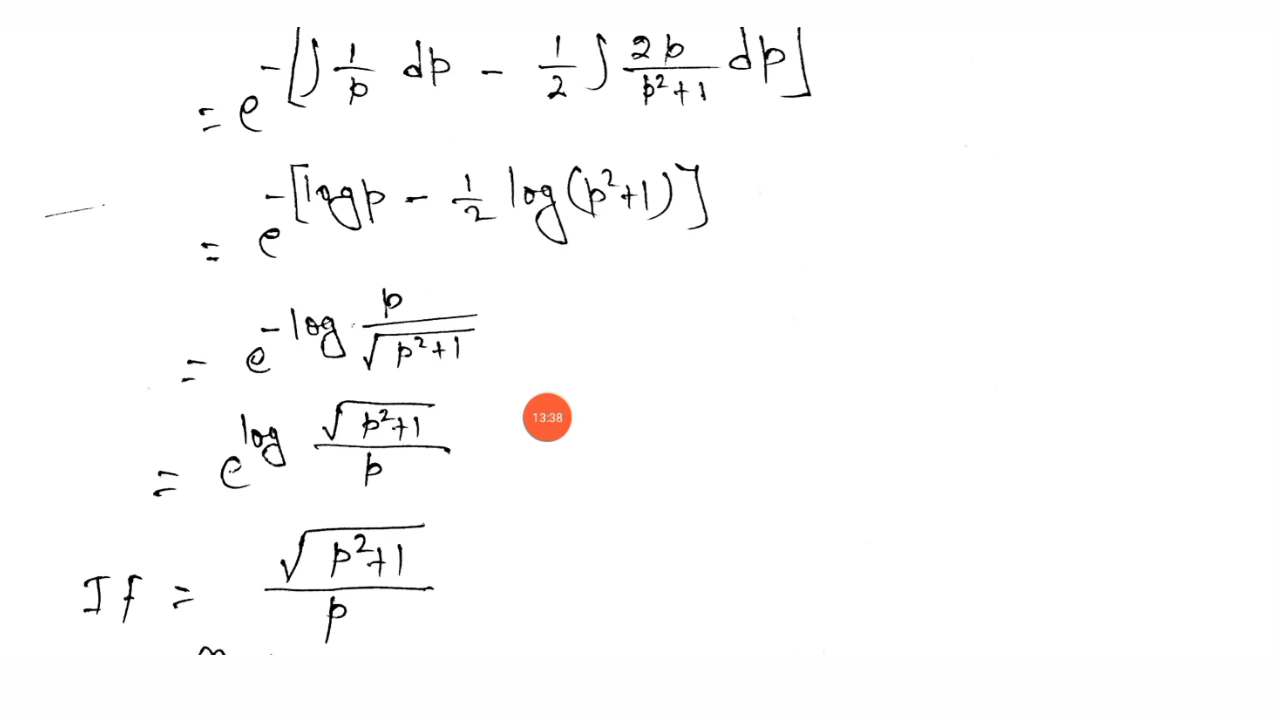 = e^{-[∫ 1/p dp - 1/2 ∫ 2p/(p²+1) dp]}
= e^{-[log p - 1/2 log(p²+1)]}
= e^{-log p/√(p²+1)}
13:38
= e^{log √(p²+1)/p}
If = √(p²+1)/p